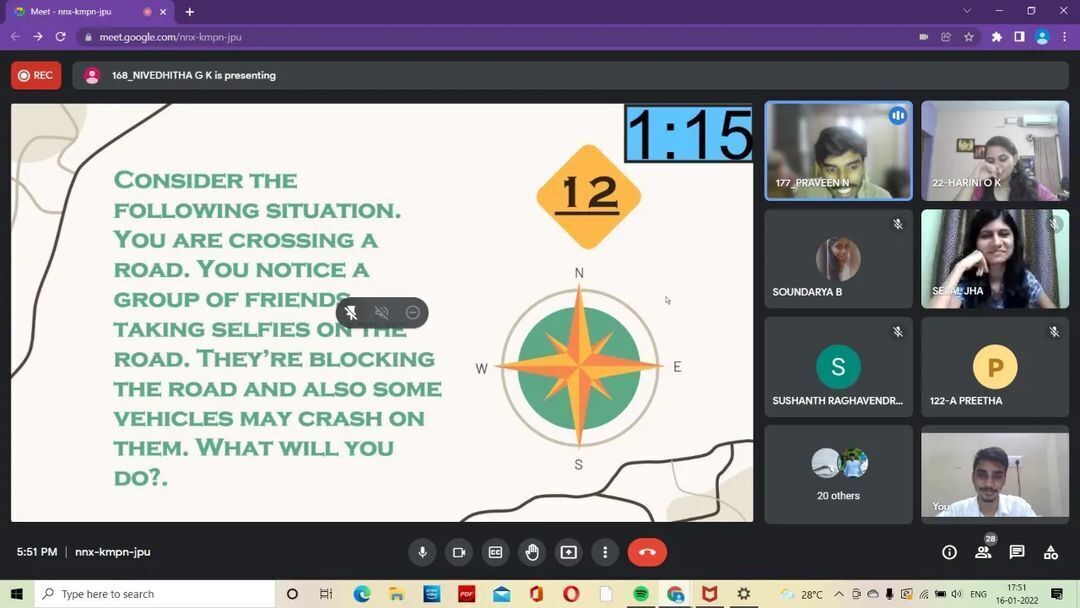 Meet - nnx-kmpn-jpu
meet.google.com/nnx-kmpn-jpu
REC
168_NIVEDHITHA G K is presenting
1:15
12
CONSIDER THE
FOLLOWING SITUATION.
YOU ARE CROSSING A
ROAD. YOU NOTICE A
GROUP OF FRIENDS
TAKING SELFIES ON THE
ROAD. THEY'RE BLOCKING
THE ROAD AND ALSO SOME
VEHICLES MAY CRASH ON
THEM. WHAT WILL YOU
DO?.
N
W
E
S
177_PRAVEEN N
22-HARINI O K
SOUNDARYA B
SEJAL JHA
S
SUSHANTH RAGHAVENDR...
P
122-A PREETHA
20 others
You
5:51 PM | nnx-kmpn-jpu
CC
28
Type here to search
PDF
28°C
ENG
17:51
16-01-2022